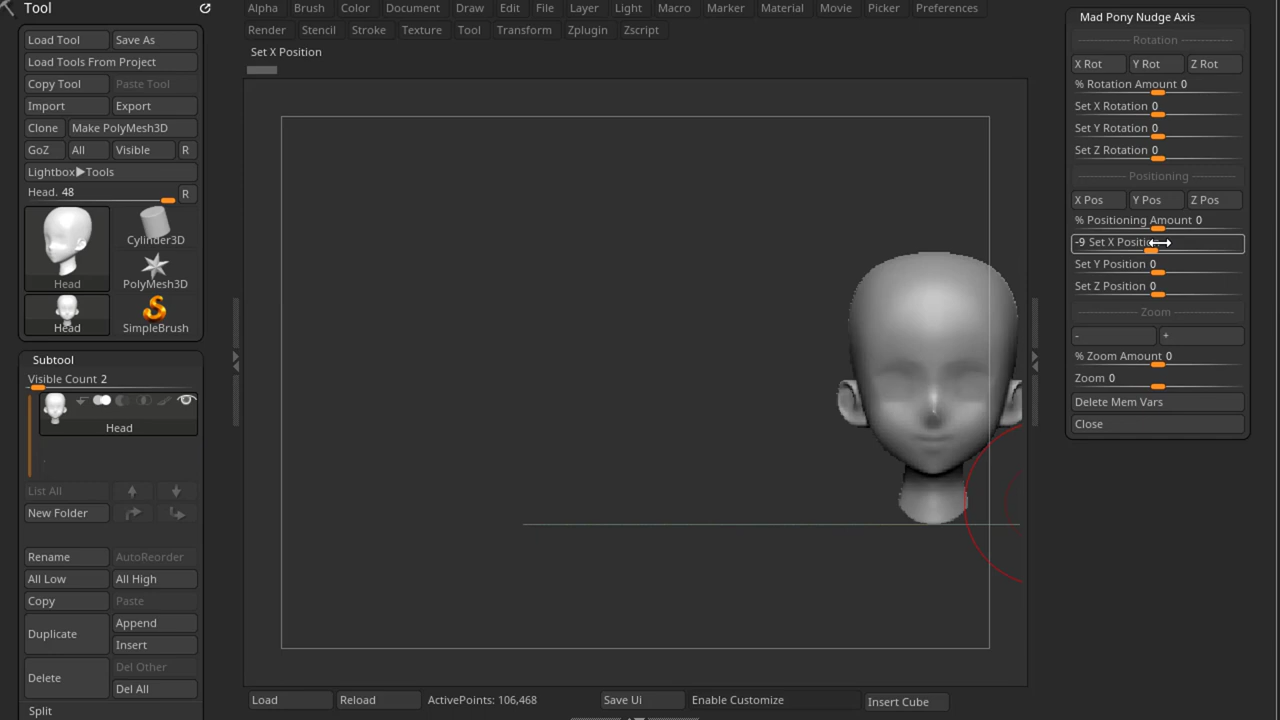 Tool
Load Tool Save As
Load Tools From Project
Copy Tool Paste Tool
Import Export
Clone Make PolyMesh3D
GoZ All Visible R
Lightbox▶Tools
Head. 48 R
Head Cylinder3D
PolyMesh3D
Head SimpleBrush
Subtool
Visible Count 2
Head
List All
New Folder
Rename AutoReorder
All Low All High
Copy Paste
Duplicate Append
Insert
Delete Del Other
Del All
Split
Alpha Brush Color Document Draw Edit File Layer Light Macro Marker Material Movie Picker Preferences
Render Stencil Stroke Texture Tool Transform Zplugin Zscript
Set X Position
Load Reload ActivePoints: 106,468 Save Ui Enable Customize Insert Cube
Mad Pony Nudge Axis
Rotation
X Rot Y Rot Z Rot
% Rotation Amount 0
Set X Rotation 0
Set Y Rotation 0
Set Z Rotation 0
Positioning
X Pos Y Pos Z Pos
% Positioning Amount 0
-9 Set X Positi
Set Y Position 0
Set Z Position 0
Zoom
- +
% Zoom Amount 0
Zoom 0
Delete Mem Vars
Close